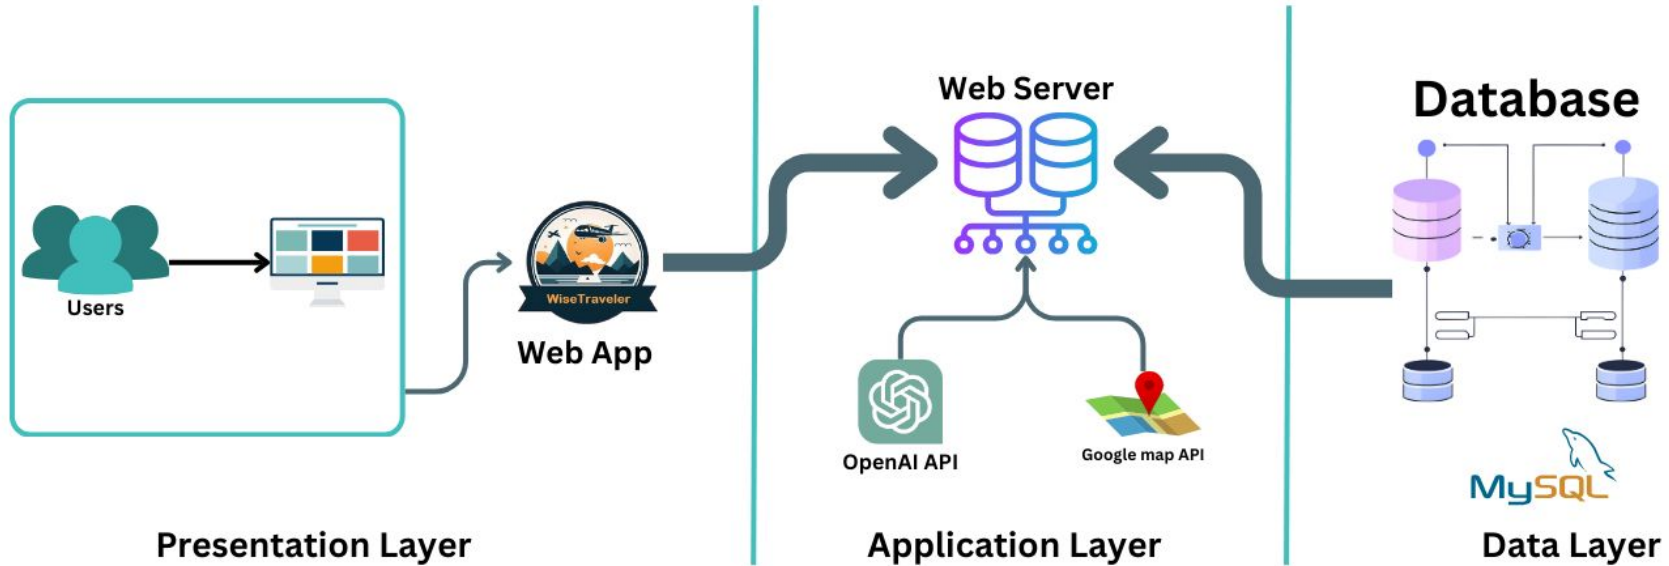 Users
WiseTraveler
Web App
Presentation Layer
Web Server
OpenAI API
Google map API
Application Layer
Database
MySQL
Data Layer